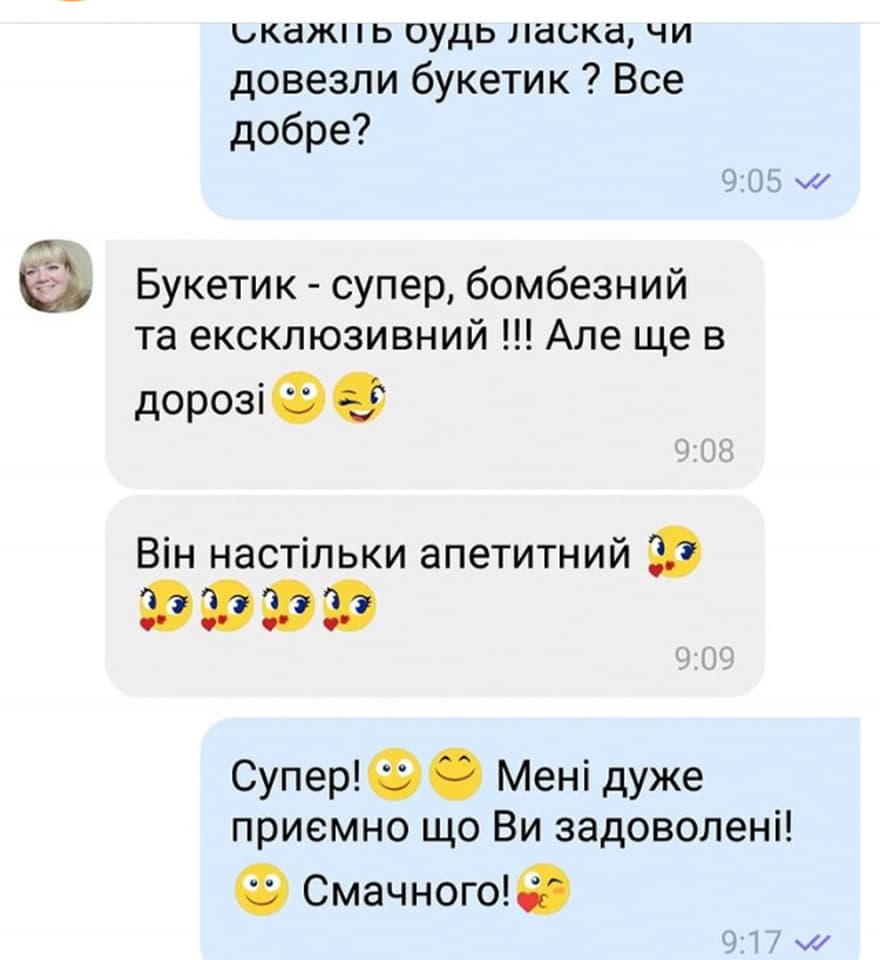 Скажіть будь ласка, чи
довезли букетик ? Все
добре?
9:05
Букетик - супер, бомбезний
та ексклюзивний !!! Але ще в
дорозі
9:08
Він настільки апетитний
9:09
Супер! Мені дуже
приємно що Ви задоволені!
Смачного!
9:17